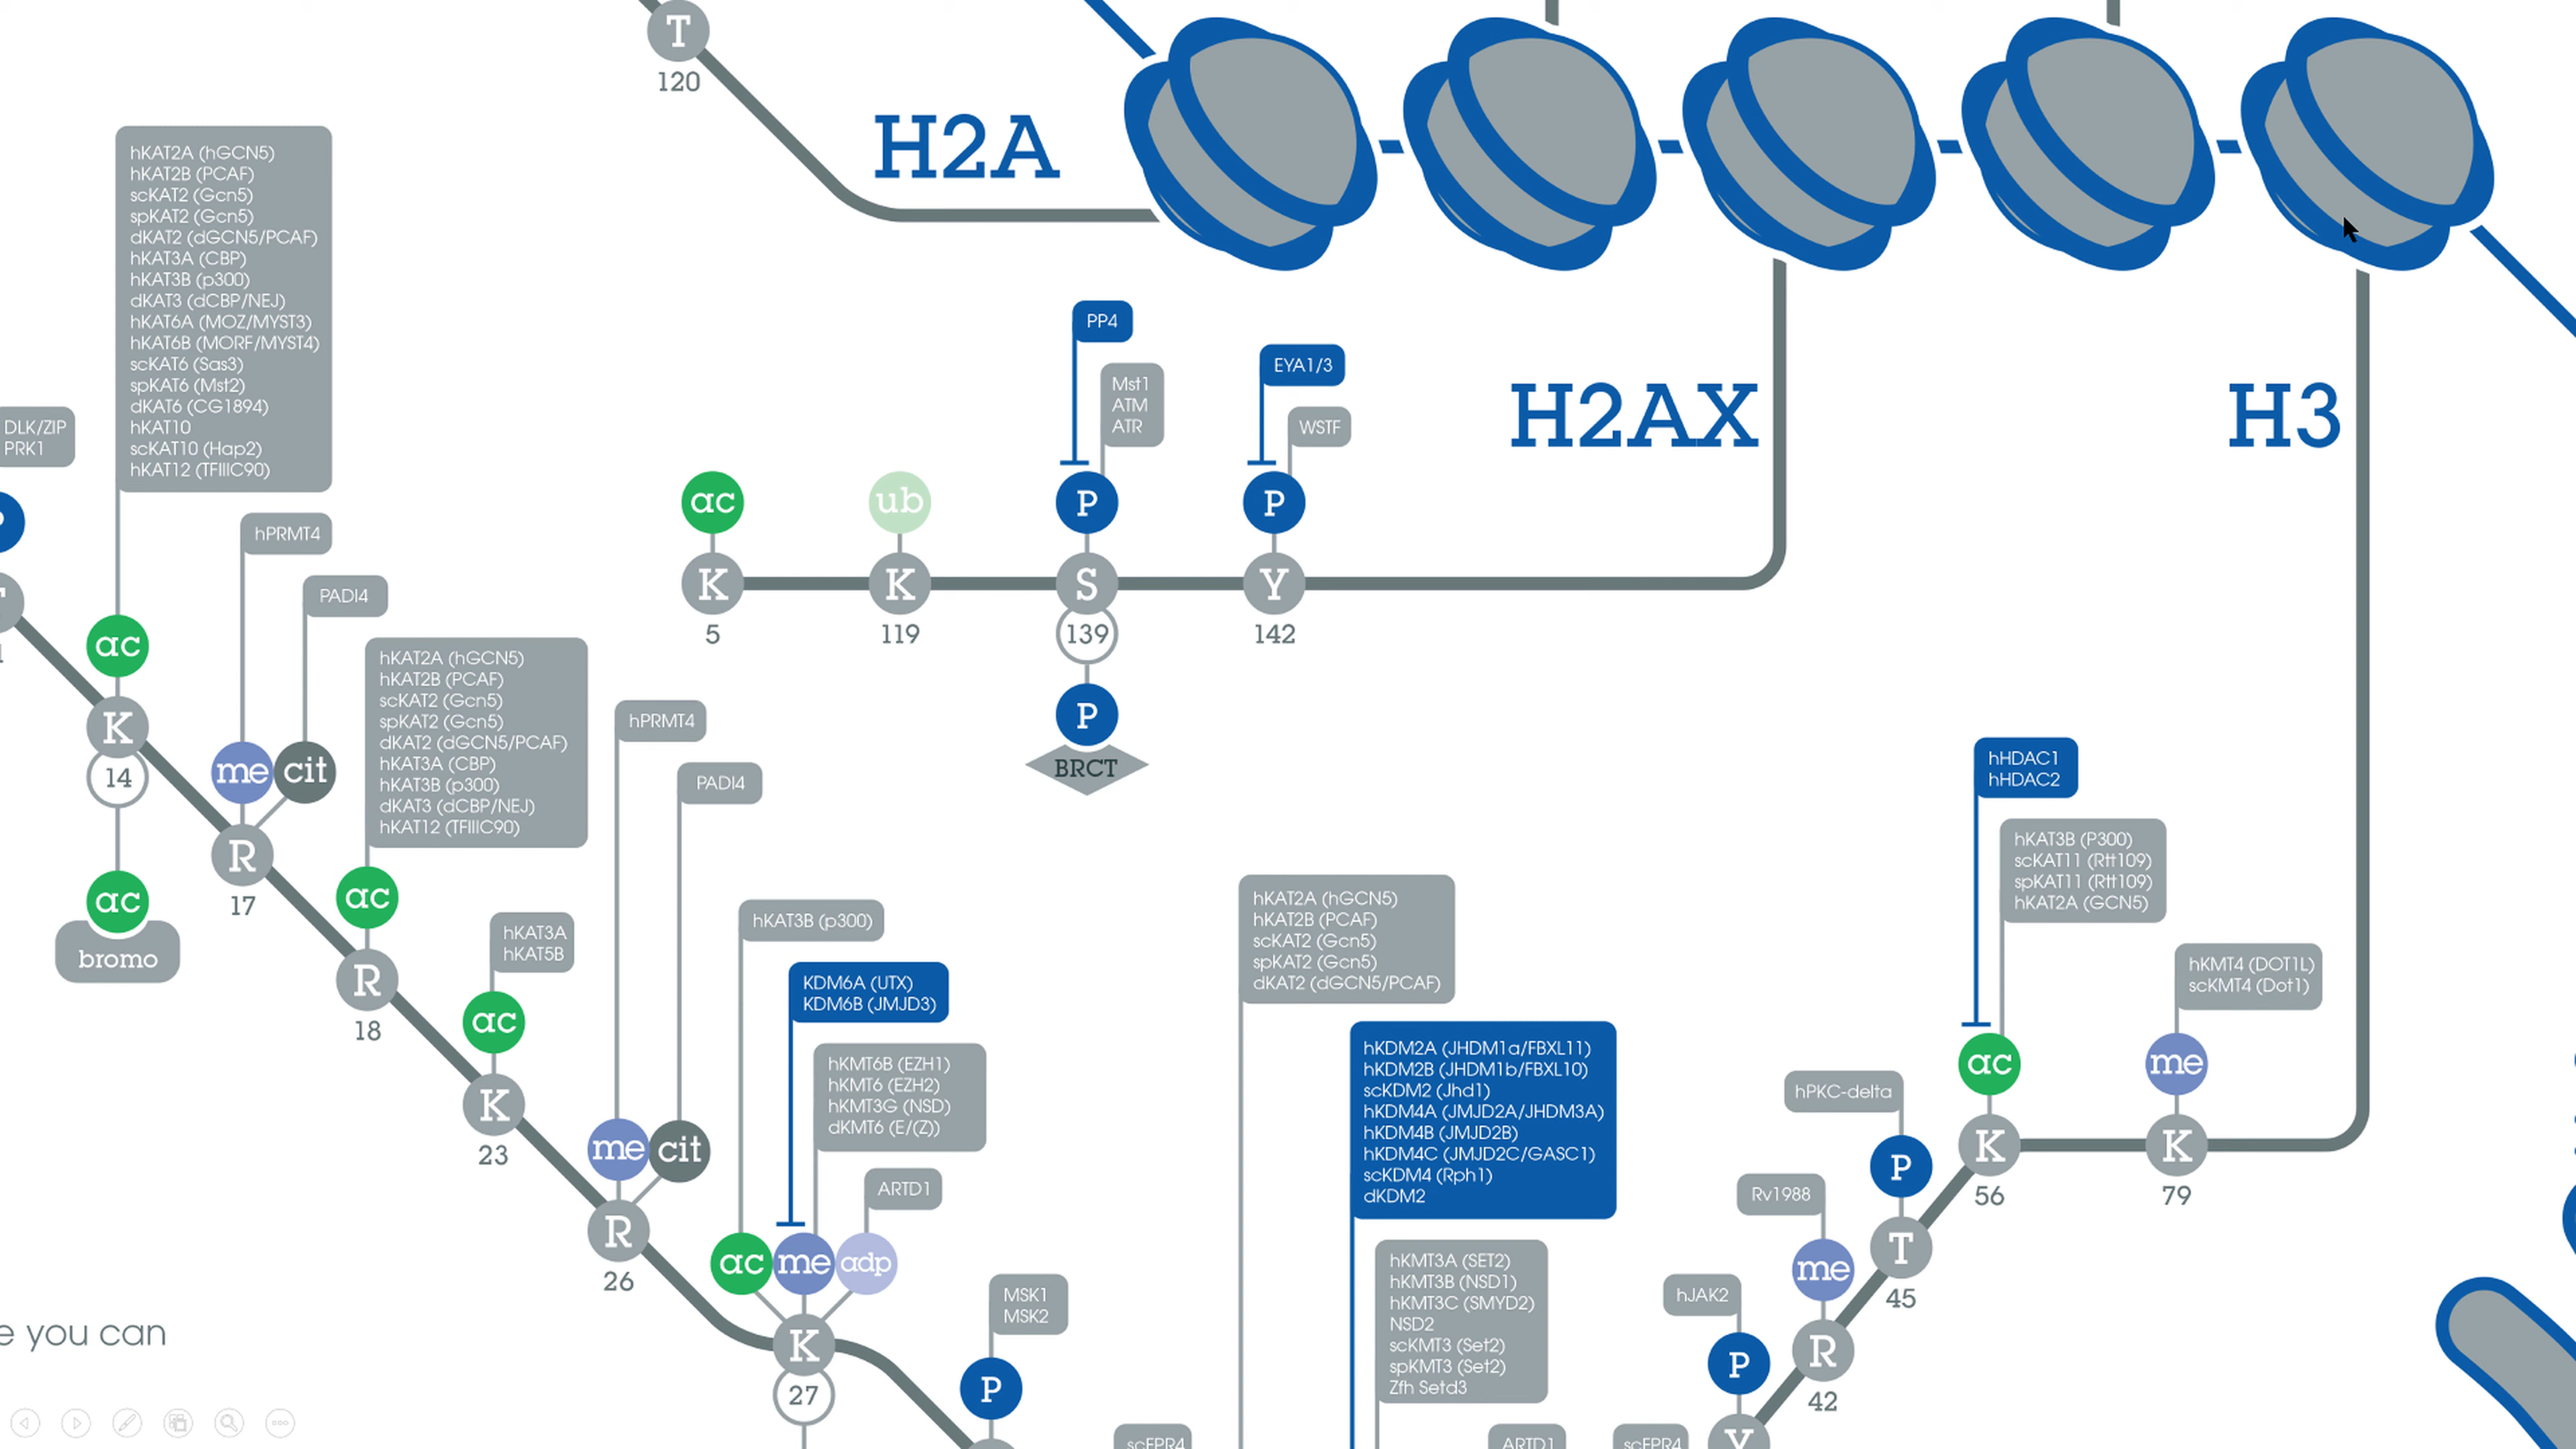 T
120
H2A
hKAT2A (hGCN5)
hKAT2B (PCAF)
scKAT2 (Gcn5)
spKAT2 (Gcn5)
dKAT2 (dGCN5/PCAF)
hKAT3A (CBP)
hKAT3B (p300)
dKAT3 (dCBP/NEJ)
hKAT6A (MOZ/MYST3)
hKAT6B (MORF/MYST4)
scKAT6 (Sas3)
spKAT6 (Mst2)
dKAT6 (CG1894)
hKAT10
scKAT10 (Hap2)
hKAT12 (TFIIIC90)
DLK/ZIP
PRK1
ac
K
14
ac
bromo
hPRMT4
PADI4
me
cit
R
17
hKAT2A (hGCN5)
hKAT2B (PCAF)
scKAT2 (Gcn5)
spKAT2 (Gcn5)
dKAT2 (dGCN5/PCAF)
hKAT3A (CBP)
hKAT3B (p300)
dKAT3 (dCBP/NEJ)
hKAT12 (TFIIIC90)
ac
R
18
hKAT3A
hKAT5B
ac
K
23
hPRMT4
PADI4
me
cit
R
26
hKAT3B (p300)
KDM6A (UTX)
KDM6B (JMJD3)
hKMT6B (EZH1)
hKMT6 (EZH2)
hKMT3G (NSD)
dKMT6 (E/(Z))
ARTD1
ac
me
adp
K
27
MSK1
MSK2
P
PP4
Mst1
ATM
ATR
EYA1/3
WSTF
H2AX
H3
ac
ub
P
P
K
K
S
Y
5
119
139
142
P
BRCT
hKAT2A (hGCN5)
hKAT2B (PCAF)
scKAT2 (Gcn5)
spKAT2 (Gcn5)
dKAT2 (dGCN5/PCAF)
hKDM2A (JHDM1a/FBXL11)
hKDM2B (JHDM1b/FBXL10)
scKDM2 (Jhd1)
hKDM4A (JMJD2A/JHDM3A)
hKDM4B (JMJD2B)
hKDM4C (JMJD2C/GASC1)
scKDM4 (Rph1)
dKDM2
hKMT3A (SET2)
hKMT3B (NSD1)
hKMT3C (SMYD2)
NSD2
scKMT3 (Set2)
spKMT3 (Set2)
Zfh Setd3
scFPR4
ARTD1
scFPR4
hJAK2
P
Y
Rv1988
me
R
42
hPKC-delta
P
T
45
hHDAC1
hHDAC2
hKAT3B (P300)
scKAT11 (Rtt109)
spKAT11 (Rtt109)
hKAT2A (GCN5)
ac
K
56
hKMT4 (DOT1L)
scKMT4 (Dot1)
me
K
79
e you can